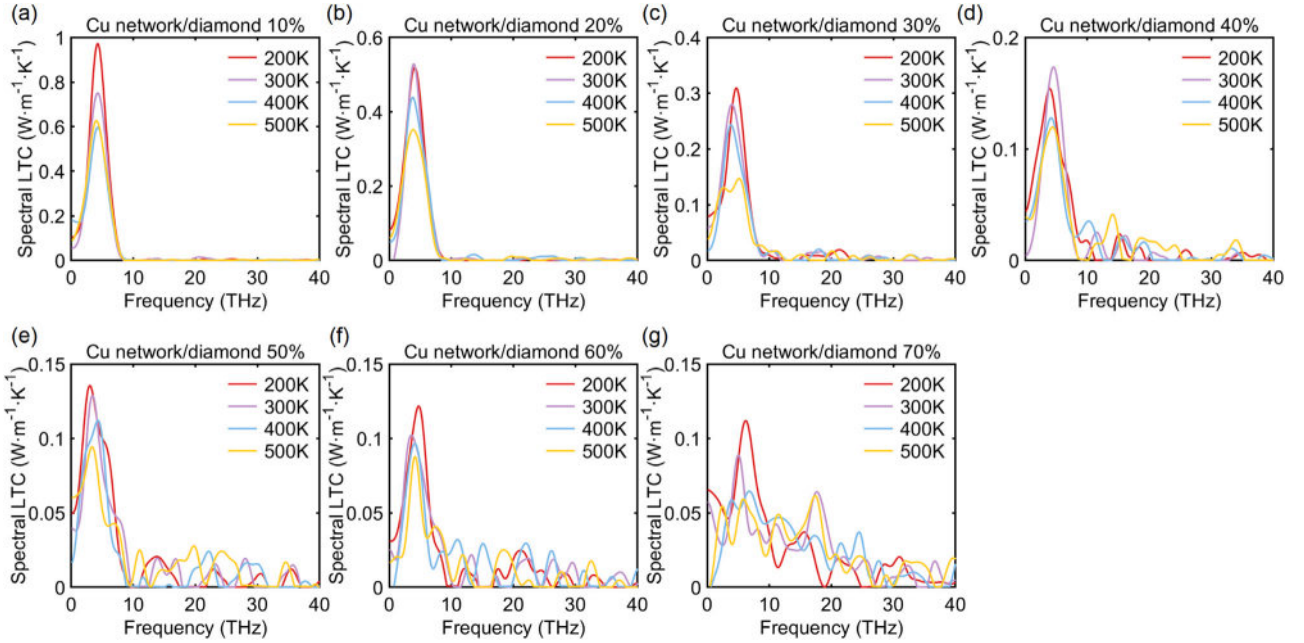 (a)
Cu network/diamond 10%
Spectral LTC (W·m⁻¹·K⁻¹)
1
0.8
0.6
0.4
0.2
0
200K
300K
400K
500K
0 10 20 30 40
Frequency (THz)
(b)
Cu network/diamond 20%
Spectral LTC (W·m⁻¹·K⁻¹)
0.6
0.4
0.2
0
200K
300K
400K
500K
0 10 20 30 40
Frequency (THz)
(c)
Cu network/diamond 30%
Spectral LTC (W·m⁻¹·K⁻¹)
0.4
0.3
0.2
0.1
0
200K
300K
400K
500K
0 10 20 30 40
Frequency (THz)
(d)
Cu network/diamond 40%
Spectral LTC (W·m⁻¹·K⁻¹)
0.2
0.1
0
200K
300K
400K
500K
0 10 20 30 40
Frequency (THz)
(e)
Cu network/diamond 50%
Spectral LTC (W·m⁻¹·K⁻¹)
0.15
0.1
0.05
0
200K
300K
400K
500K
0 10 20 30 40
Frequency (THz)
(f)
Cu network/diamond 60%
Spectral LTC (W·m⁻¹·K⁻¹)
0.15
0.1
0.05
0
200K
300K
400K
500K
0 10 20 30 40
Frequency (THz)
(g)
Cu network/diamond 70%
Spectral LTC (W·m⁻¹·K⁻¹)
0.15
0.1
0.05
0
200K
300K
400K
500K
0 10 20 30 40
Frequency (THz)